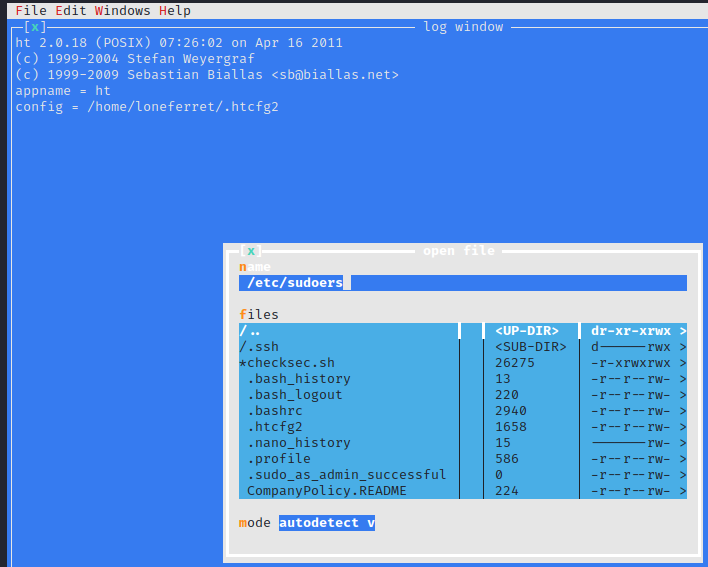 File Edit Windows Help
[x] log window
ht 2.0.18 (POSIX) 07:26:02 on Apr 16 2011
(c) 1999-2004 Stefan Weyergraf
(c) 1999-2009 Sebastian Biallas <sb@biallas.net>
appname = ht
config = /home/loneferret/.htcfg2
[x] open file
name
/etc/sudoers
files
/.. <UP-DIR> dr-xr-xrwx >
/.ssh <SUB-DIR> d------rwx >
*checksec.sh 26275 -r-xrwxrwx >
.bash_history 13 -r--r--rw- >
.bash_logout 220 -r--r--rw- >
.bashrc 2940 -r--r--rw- >
.htcfg2 1658 -r--r--rw- >
.nano_history 15 -------rw- >
.profile 586 -r--r--rw- >
.sudo_as_admin_successful 0 -r--r--rw- >
CompanyPolicy.README 224 -r--r--rw- >
mode autodetect v